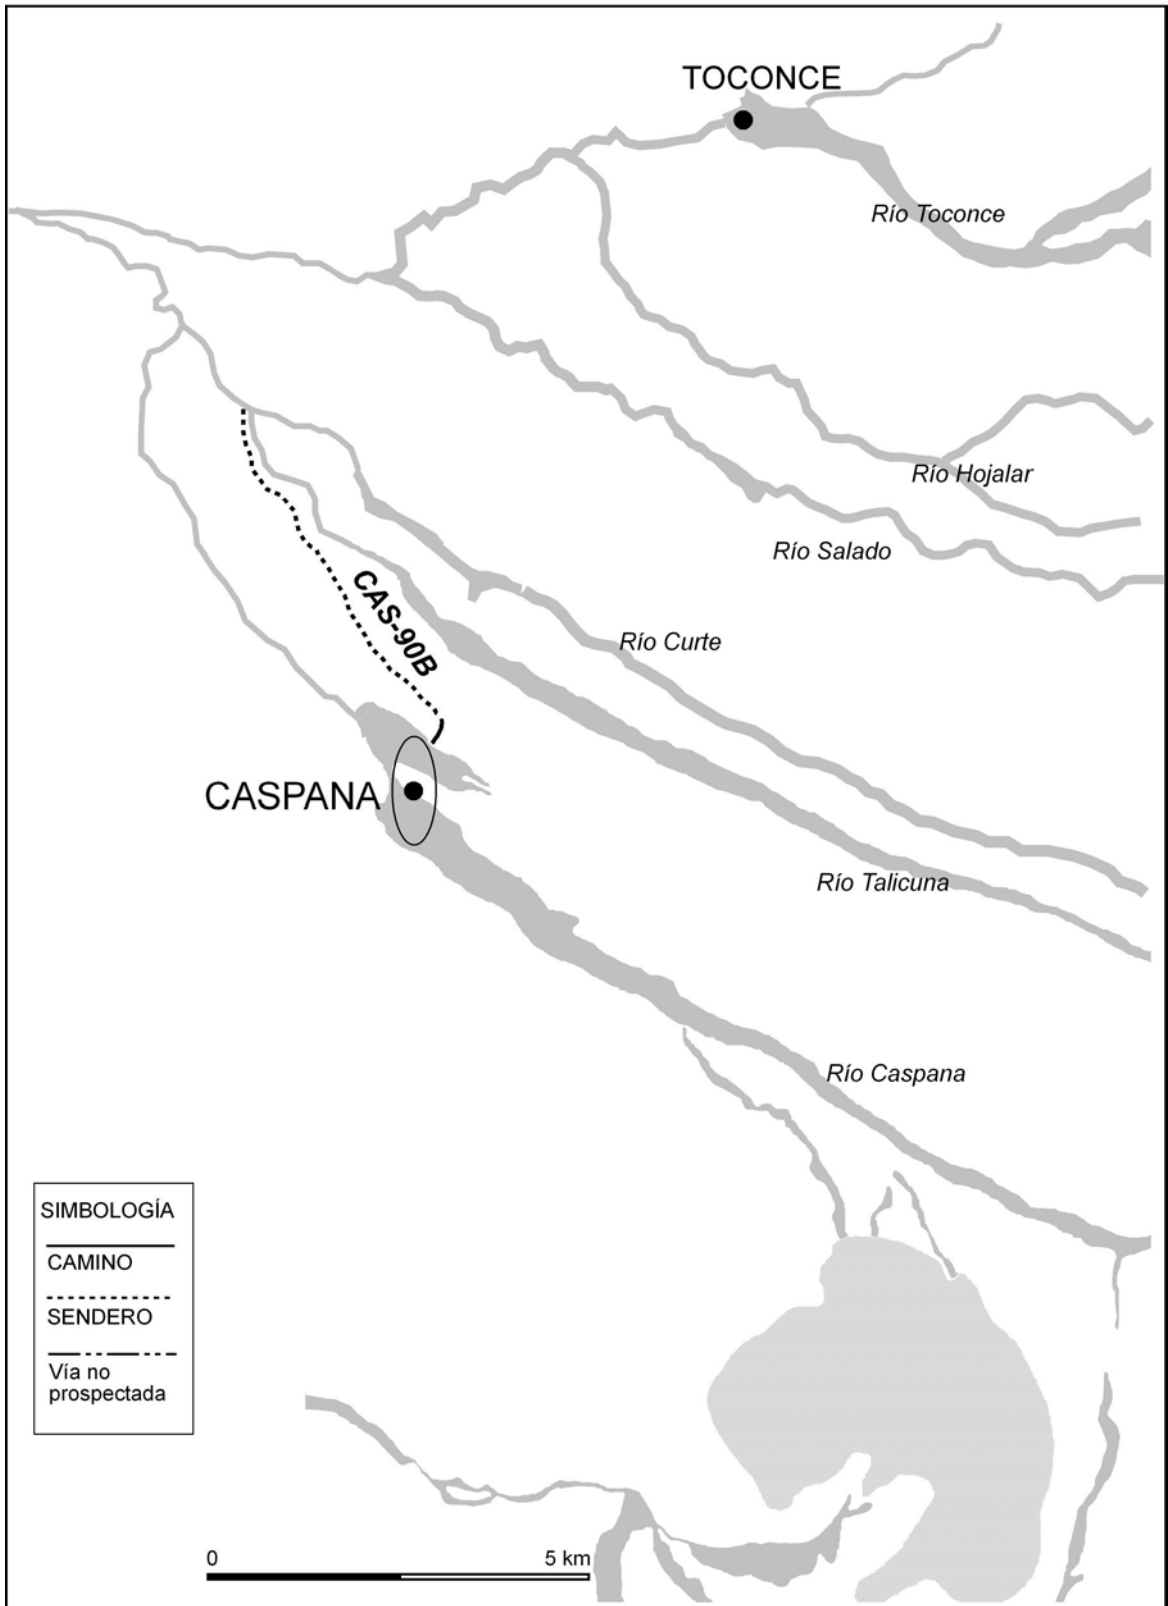 TOCONCE
Río Toconce
Río Hojalar
Río Salado
CAS-90B
Río Curte
CASPANA
Río Talicuna
Río Caspana
SIMBOLOGÍA
CAMINO
SENDERO
Vía no
prospectada
0 5 km